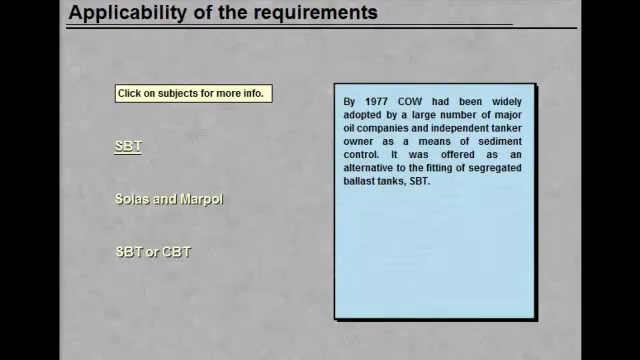 Applicability of the requirements
Click on subjects for more info.
SBT
Solas and Marpol
SBT or CBT
By 1977 COW had been widely
adopted by a large number of major
oil companies and independent tanker
owner as a means of sediment
control. It was offered as an
alternative to the fitting of segregated
ballast tanks, SBT.